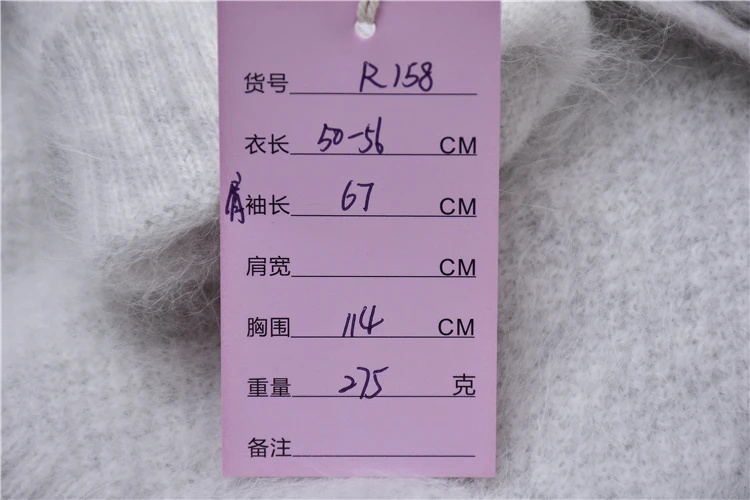 货号 R158
衣长 50-56 CM
肩袖长 67 CM
肩宽 CM
胸围 114 CM
重量 275 克
备注